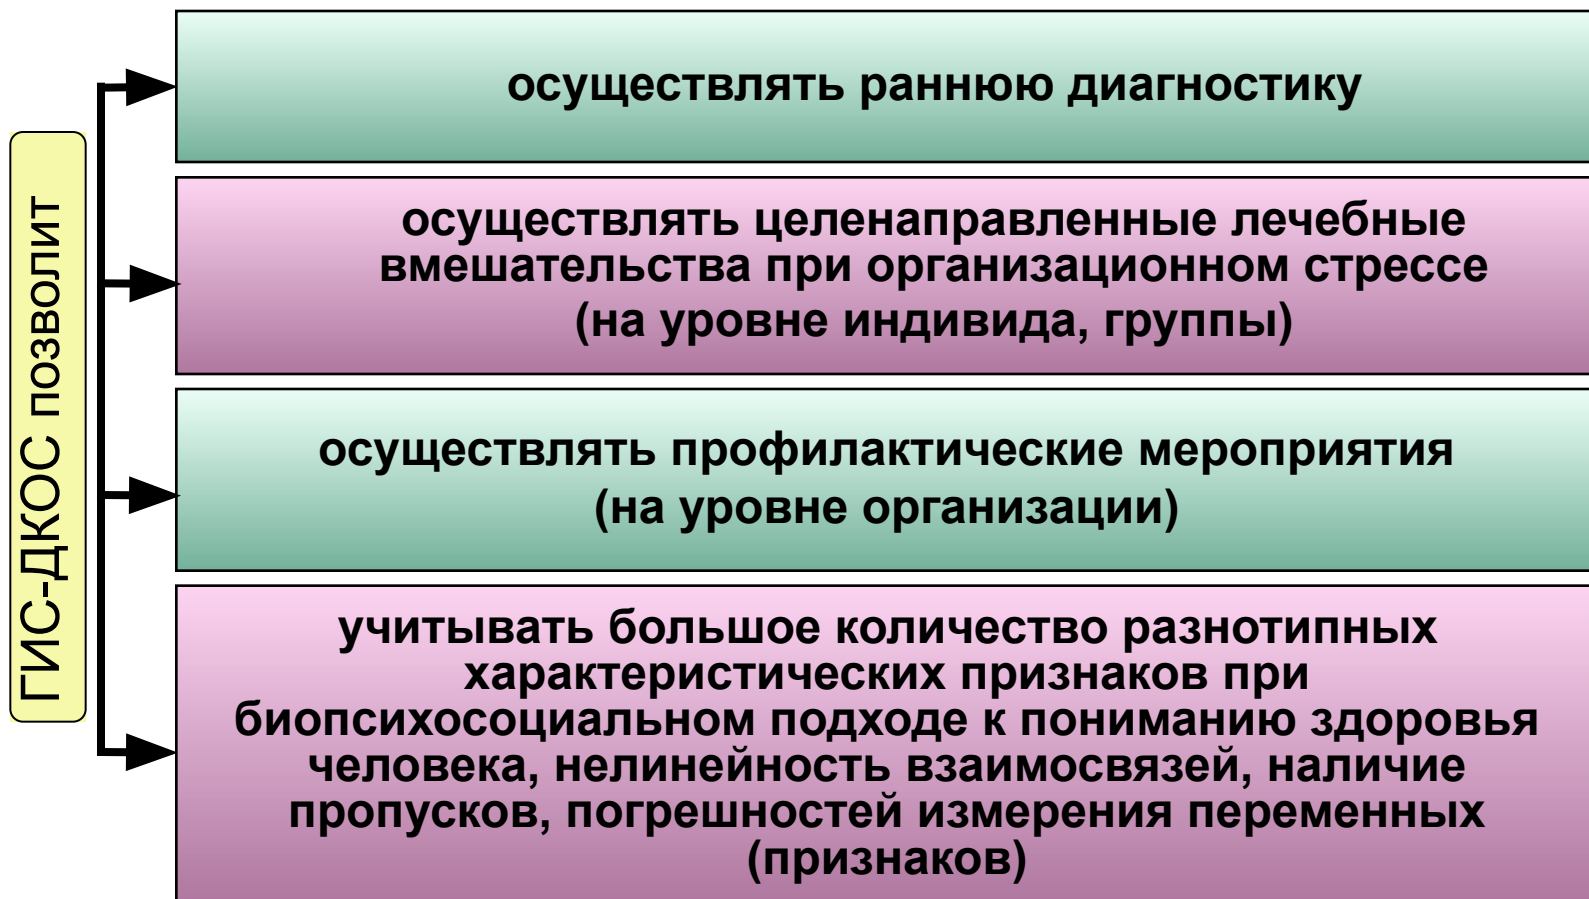 ГИС-ДКОС позволит
осуществлять раннюю диагностику
осуществлять целенаправленные лечебные
вмешательства при организационном стрессе
(на уровне индивида, группы)
осуществлять профилактические мероприятия
(на уровне организации)
учитывать большое количество разнотипных
характеристических признаков при
биопсихосоциальном подходе к пониманию здоровья
человека, нелинейность взаимосвязей, наличие
пропусков, погрешностей измерения переменных
(признаков)